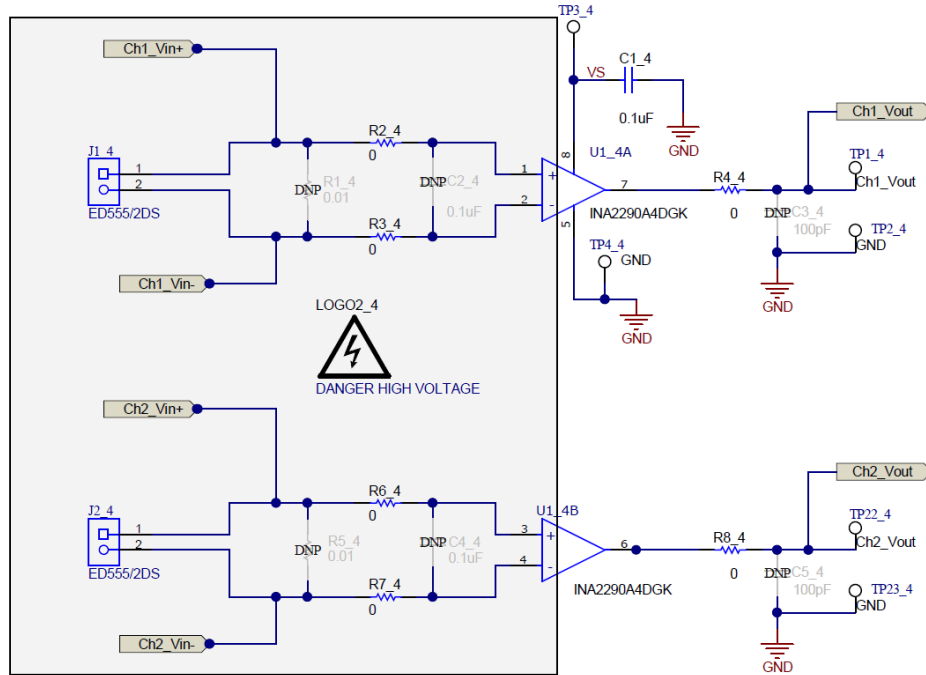 TP3_4
Ch1_Vin+
VS
C1_4
0.1uF
GND
Ch1_Vout
J1_4
1
2
ED555/2DS
R2_4
0
DNP
R1_4
0.01
DNP
C2_4
0.1uF
R3_4
0
1
+
2
-
8
5
U1_4A
7
INA2290A4DGK
R4_4
0
TP1_4
Ch1_Vout
DNP
C3_4
100pF
TP2_4
GND
GND
TP4_4
GND
GND
Ch1_Vin-
LOGO2_4
DANGER HIGH VOLTAGE
Ch2_Vin+
Ch2_Vout
J2_4
1
2
ED555/2DS
R6_4
0
DNP
R5_4
0.01
DNP
C4_4
0.1uF
R7_4
0
U1_4B
3
+
4
-
6
INA2290A4DGK
R8_4
0
TP22_4
Ch2_Vout
DNP
C5_4
100pF
TP23_4
GND
GND
Ch2_Vin-